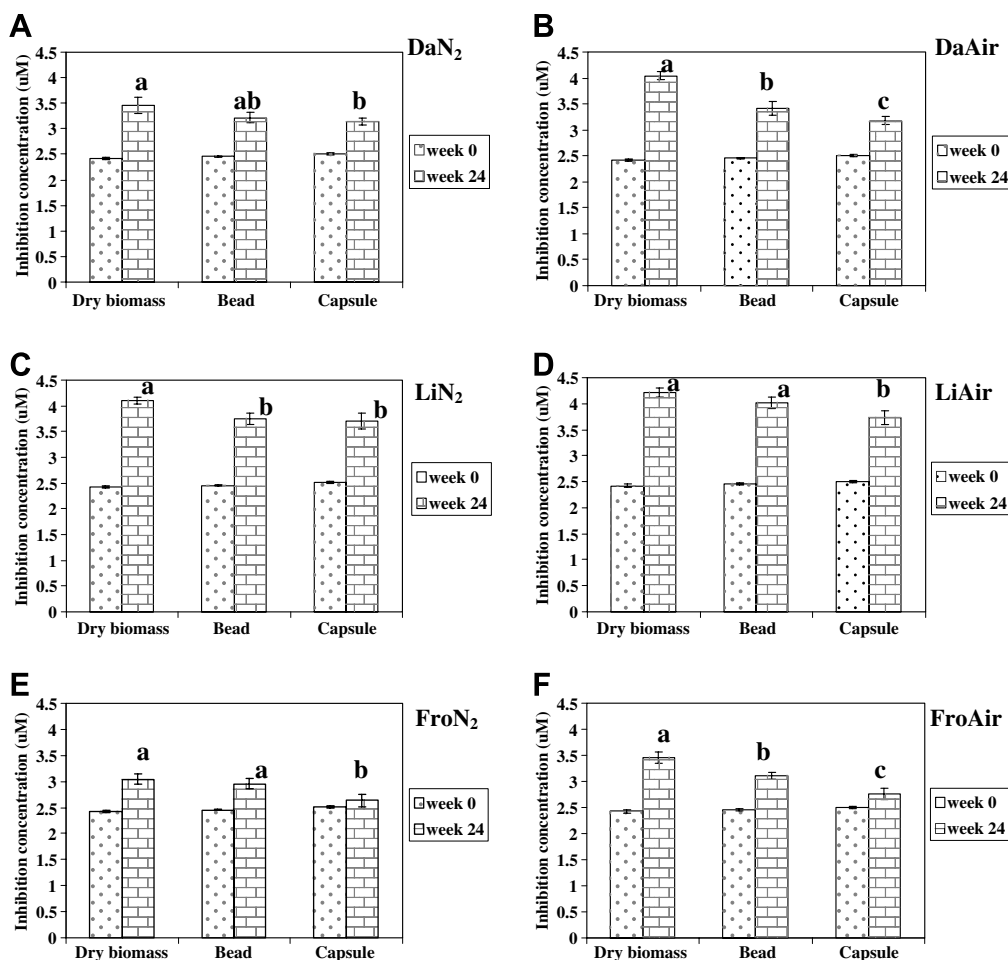 A
DaN2
Inhibition concentration (uM)
4.5
4
3.5
3
2.5
2
1.5
1
0.5
0
a
ab
b
Dry biomass Bead Capsule
week 0
week 24
B
DaAir
Inhibition concentration (uM)
4.5
4
3.5
3
2.5
2
1.5
1
0.5
0
a
b
c
Dry biomass Bead Capsule
week 0
week 24
C
LiN2
Inhibition concentration (uM)
4.5
4
3.5
3
2.5
2
1.5
1
0.5
0
a
b
b
Dry biomass Bead Capsule
week 0
week 24
D
LiAir
Inhibition concentration (uM)
4.5
4
3.5
3
2.5
2
1.5
1
0.5
0
a
a
b
Dry biomass Bead Capsule
week 0
week 24
E
FroN2
Inhibition concentration (uM)
4.5
4
3.5
3
2.5
2
1.5
1
0.5
0
a
a
b
Dry biomass Bead Capsule
week 0
week 24
F
FroAir
Inhibition concentration (uM)
4.5
4
3.5
3
2.5
2
1.5
1
0.5
0
a
b
c
Dry biomass Bead Capsule
week 0
week 24